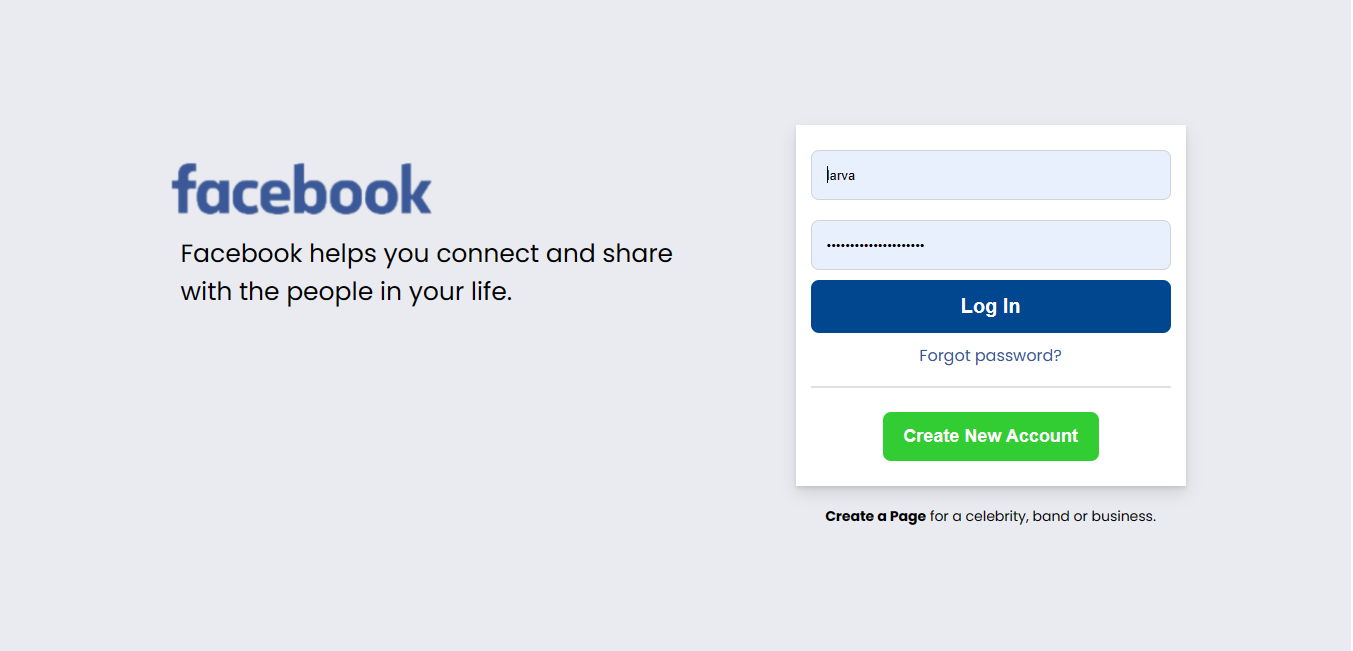 facebook
Facebook helps you connect and share
with the people in your life.
larva
•••••••••••••••••••••
Log In
Forgot password?
Create New Account
Create a Page for a celebrity, band or business.